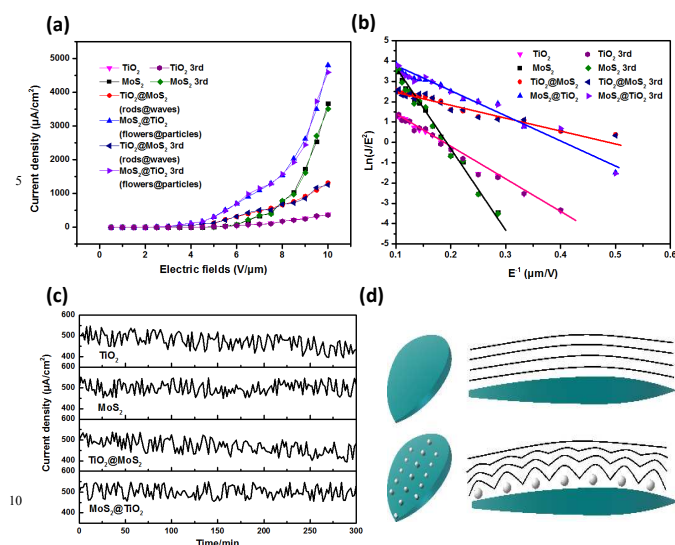 (a)
Current density (μA/cm²)
5000
4000
3000
2000
1000
0
TiO₂ TiO₂ 3rd
MoS₂ MoS₂ 3rd
TiO₂@MoS₂
(rods@waves)
MoS₂@TiO₂
(flowers@particles)
TiO₂@MoS₂ 3rd
(rods@waves)
MoS₂@TiO₂ 3rd
(flowers@particles)
0 2 4 6 8 10
Electric fields (V/μm)
(b)
Ln(J/E²)
5
4
3
2
1
0
-1
-2
-3
-4
-5
TiO₂ TiO₂ 3rd
MoS₂ MoS₂ 3rd
TiO₂@MoS₂ TiO₂@MoS₂ 3rd
MoS₂@TiO₂ MoS₂@TiO₂ 3rd
0.1 0.2 0.3 0.4 0.5 0.6
E⁻¹ (μm/V)
5
(c)
Current density (μA/cm²)
600
500
400
TiO₂
500
400
MoS₂
600
500
400
TiO₂@MoS₂
600
500
400
MoS₂@TiO₂
0 50 100 150 200 250 300
Time/min
(d)
10